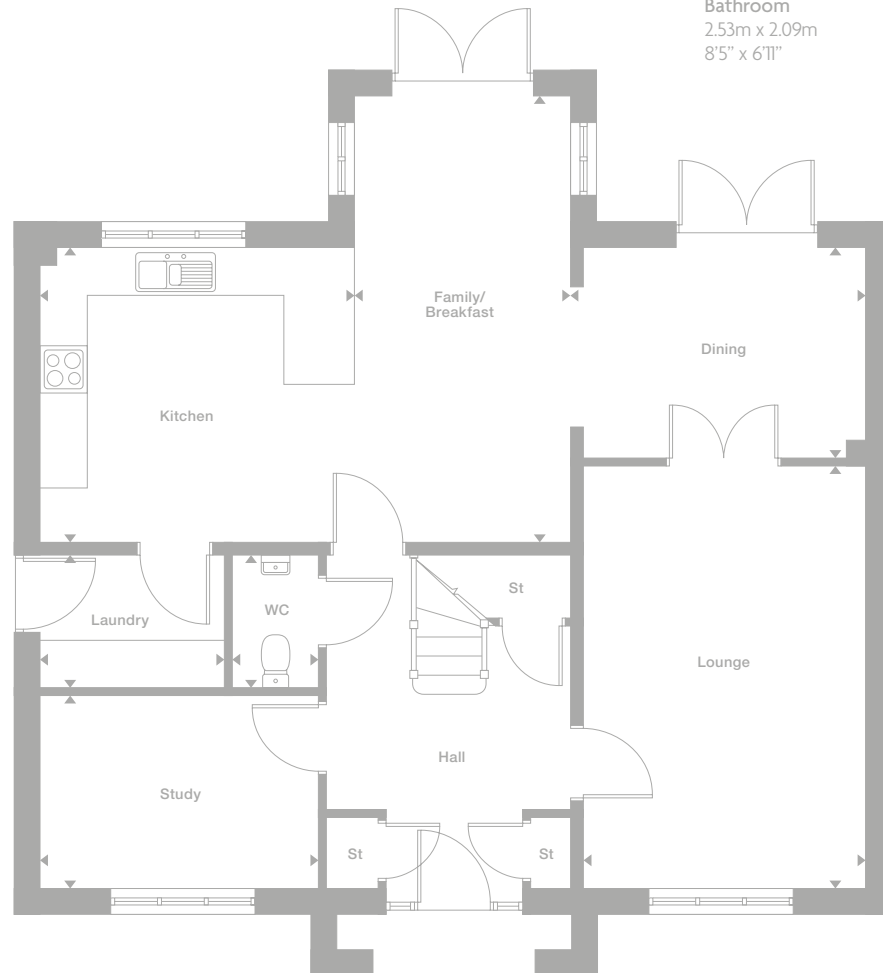 Bathroom
2.53m x 2.09m
8'5” x 6'11”
Family/
Breakfast
Dining
Kitchen
St
WC
Laundry
Lounge
Hall
Study
St
St